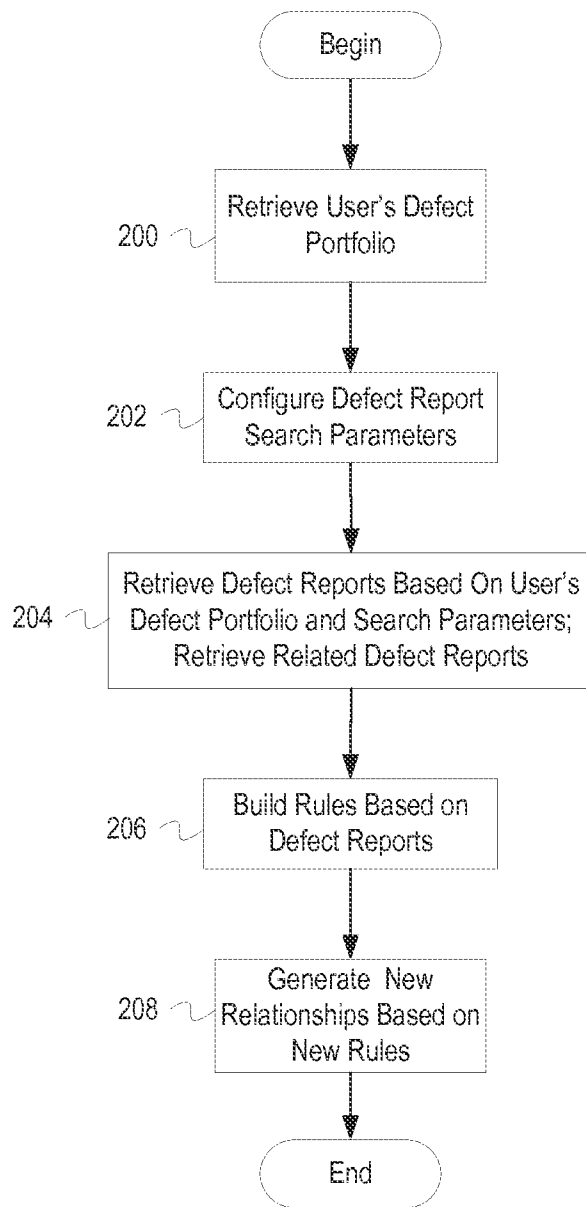 Begin
200
Retrieve User's Defect
Portfolio
202
Configure Defect Report
Search Parameters
204
Retrieve Defect Reports Based On User's
Defect Portfolio and Search Parameters;
Retrieve Related Defect Reports
206
Build Rules Based on
Defect Reports
208
Generate New
Relationships Based on
New Rules
End